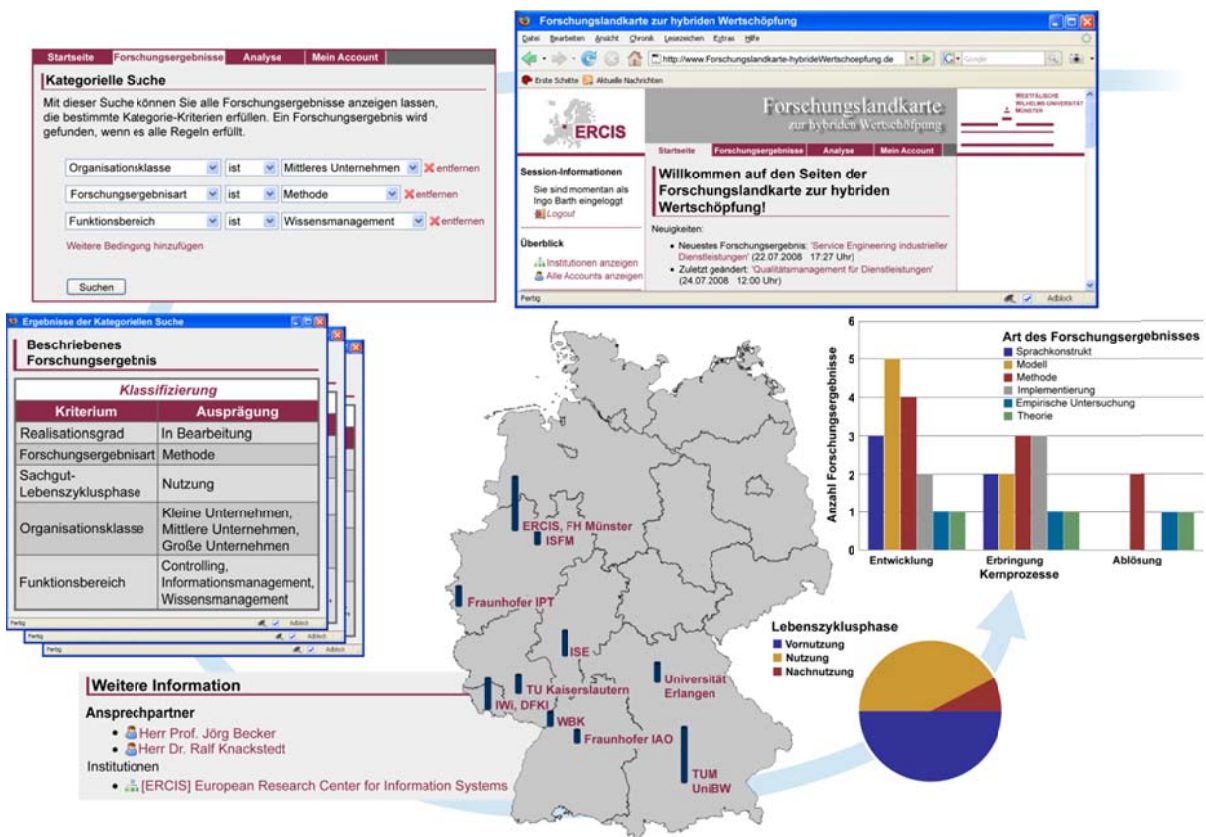 Startseite Forschungsergebnisse Analyse Mein Account
Kategorielle Suche
Mit dieser Suche können Sie alle Forschungsergebnisse anzeigen lassen,
die bestimmte Kategorie-Kriterien erfüllen. Ein Forschungsergebnis wird
gefunden, wenn es alle Regeln erfüllt.
Organisationsklasse ist Mittleres Unternehmen entfernen
Forschungsergebnisart ist Methode entfernen
Funktionsbereich ist Wissensmanagement entfernen
Weitere Bedingung hinzufügen
Suchen
Forschungslandkarte zur hybriden Wertschöpfung
Datei Bearbeiten Ansicht Chronik Lesezeichen Extras Hilfe
http://www.Forschungslandkarte-hybrideWertschoepfung.de Google
Erste Schritte Aktuelle Nachrichten
ERCIS
Forschungslandkarte
zur hybriden Wertschöfpung
WESTFÄLISCHE
WILHELMS-UNIVERSITÄT
MÜNSTER
Startseite Forschungsergebnisse Analyse Mein Account
Session-Informationen
Sie sind momentan als
Ingo Barth eingeloggt
Logout
Überblick
Institutionen anzeigen
Alle Accounts anzeigen
Willkommen auf den Seiten der
Forschungslandkarte zur hybriden
Wertschöpfung!
Neuigkeiten:
• Neuestes Forschungsergebnis: 'Service Engineering industrieller
Dienstleistungen' (22.07.2008 17:27 Uhr)
• Zuletzt geändert: 'Qualitätsmanagement für Dienstleistungen'
(24.07.2008 12:00 Uhr)
Fertig Adblock
Ergebnisse der Kategoriellen Suche
Beschriebenes
Forschungsergebnis
Klassifizierung
Kriterium Ausprägung
Realisationsgrad In Bearbeitung
Forschungsergebnisart Methode
Sachgut-
Lebenszyklusphase Nutzung
Organisationsklasse Kleine Unternehmen,
Mittlere Unternehmen,
Große Unternehmen
Funktionsbereich Controlling,
Informationsmanagement,
Wissensmanagement
Fertig Adblock
Fertig Adblock
Fertig Adblock
Weitere Information
Ansprechpartner
• Herr Prof. Jörg Becker
• Herr Dr. Ralf Knackstedt
Institutionen
• [ERCIS] European Research Center for Information Systems
ERCIS, FH Münster
ISFM
Fraunhofer IPT
ISE
TU Kaiserslautern
IWi, DFKI
WBK
Fraunhofer IAO
Universität
Erlangen
TUM
UniBW
Art des Forschungsergebnisses
Sprachkonstrukt
Modell
Methode
Implementierung
Empirische Untersuchung
Theorie
Anzahl Forschungsergebnisse
6
5
4
3
2
1
0
Entwicklung Erbringung Ablösung
Kernprozesse
Lebenszyklusphase
Vornutzung
Nutzung
Nachnutzung